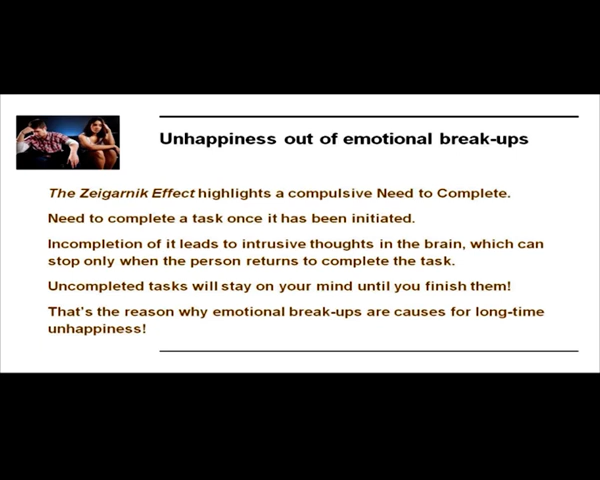 Unhappiness out of emotional break-ups
The Zeigarnik Effect highlights a compulsive Need to Complete.
Need to complete a task once it has been initiated.
Incompletion of it leads to intrusive thoughts in the brain, which can
stop only when the person returns to complete the task.
Uncompleted tasks will stay on your mind until you finish them!
That's the reason why emotional break-ups are causes for long-time
unhappiness!